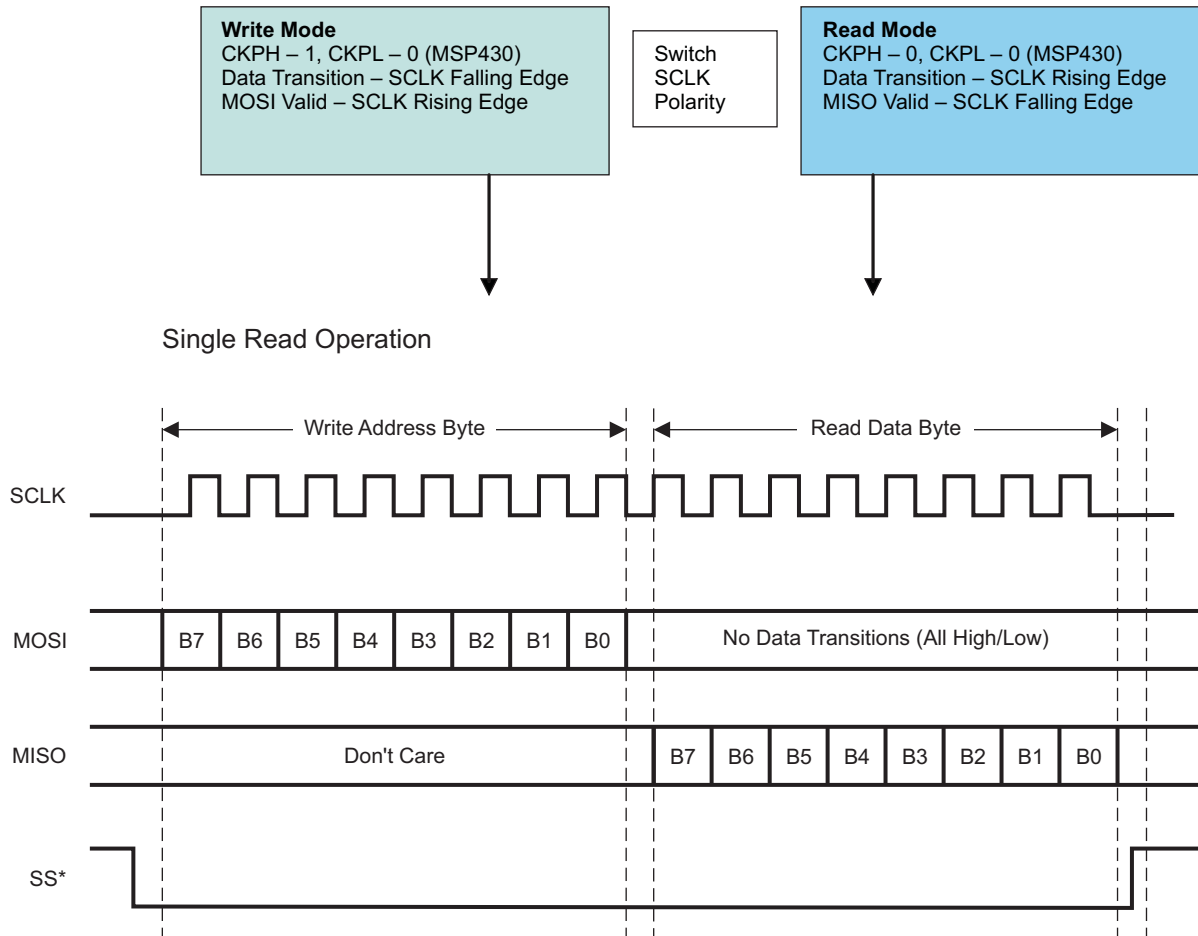 Write Mode
CKPH – 1, CKPL – 0 (MSP430)
Data Transition – SCLK Falling Edge
MOSI Valid – SCLK Rising Edge
Switch
SCLK
Polarity
Read Mode
CKPH – 0, CKPL – 0 (MSP430)
Data Transition – SCLK Rising Edge
MISO Valid – SCLK Falling Edge
Single Read Operation
Write Address Byte
Read Data Byte
SCLK
MOSI B7 B6 B5 B4 B3 B2 B1 B0 No Data Transitions (All High/Low)
MISO Don't Care B7 B6 B5 B4 B3 B2 B1 B0
SS*